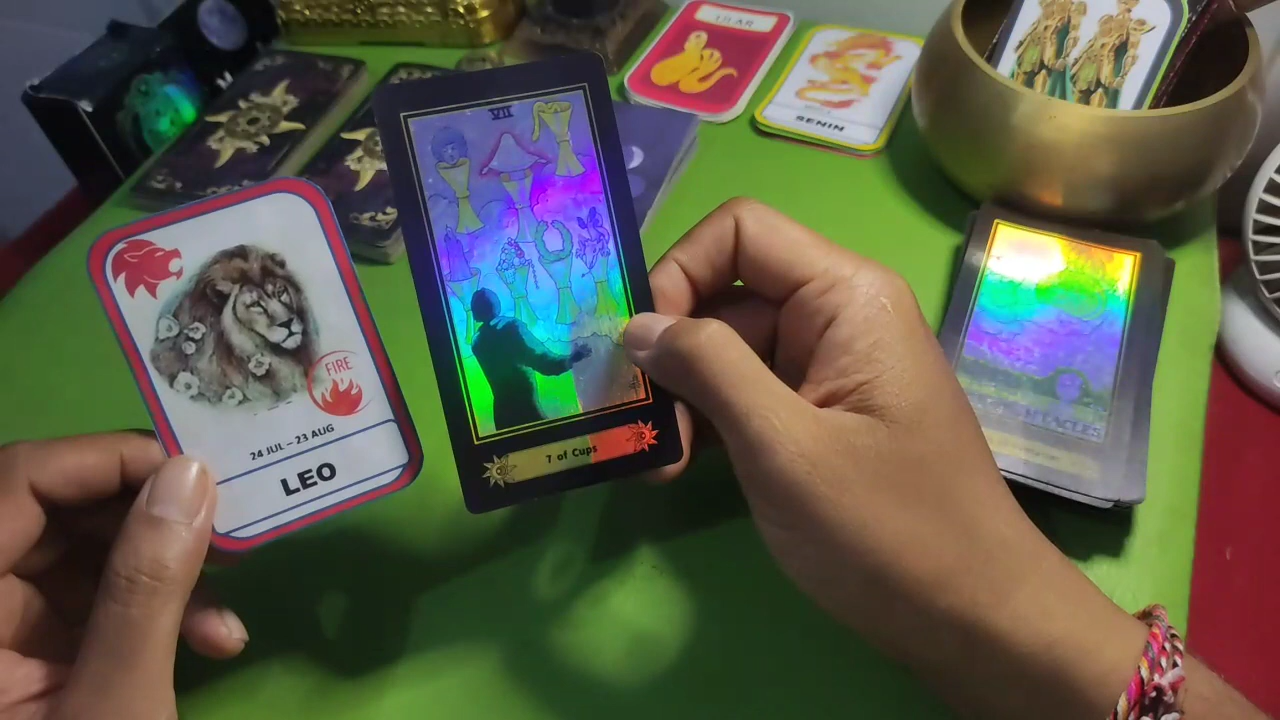 VII
ULAR
SENIN
FIRE
24 JUL – 23 AUG
LEO
7 of Cups